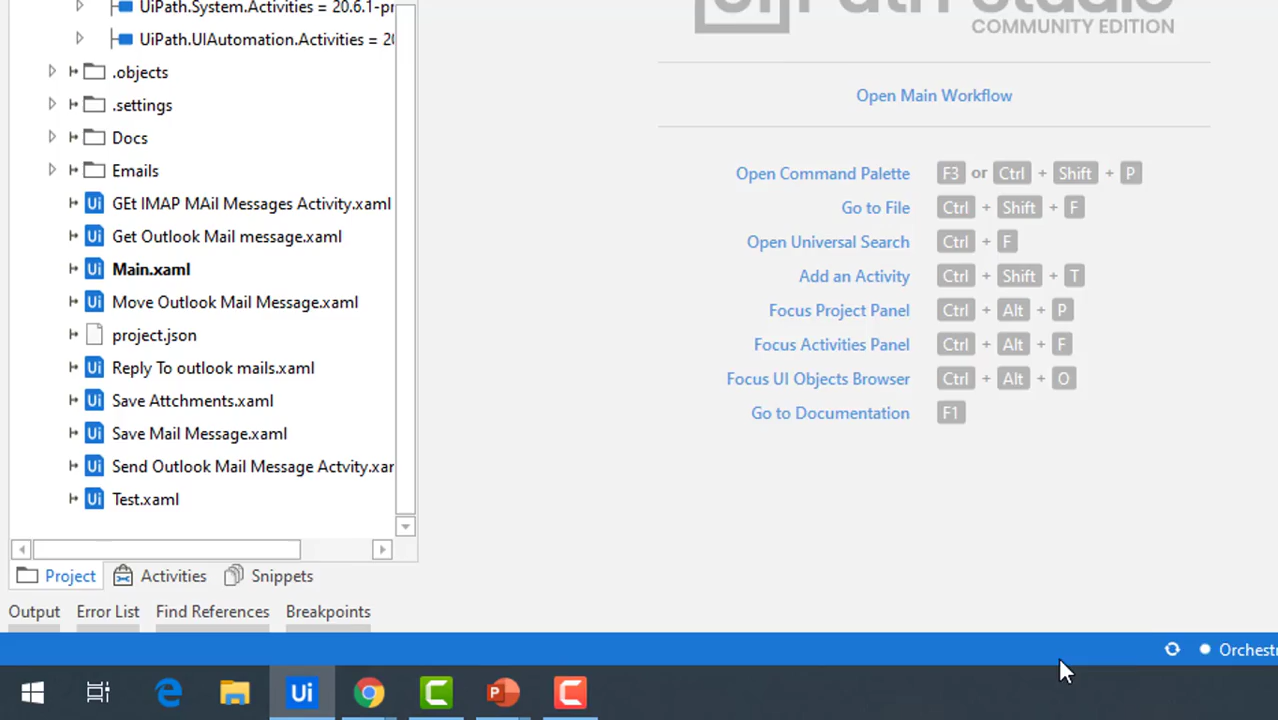 UiPath.System.Activities = 20.6.1-pr
UiPath.UIAutomation.Activities = 20
.objects
.settings
Docs
Emails
GEt IMAP MAil Messages Activity.xaml
Get Outlook Mail message.xaml
Main.xaml
Move Outlook Mail Message.xaml
project.json
Reply To outlook mails.xaml
Save Attchments.xaml
Save Mail Message.xaml
Send Outlook Mail Message Actvity.xar
Test.xaml
Project Activities Snippets
Output Error List Find References Breakpoints
UiPath Studio
COMMUNITY EDITION
Open Main Workflow
Open Command Palette F3 or Ctrl + Shift + P
Go to File Ctrl + Shift + F
Open Universal Search Ctrl + F
Add an Activity Ctrl + Shift + T
Focus Project Panel Ctrl + Alt + P
Focus Activities Panel Ctrl + Alt + F
Focus UI Objects Browser Ctrl + Alt + O
Go to Documentation F1
Orchest
Ui